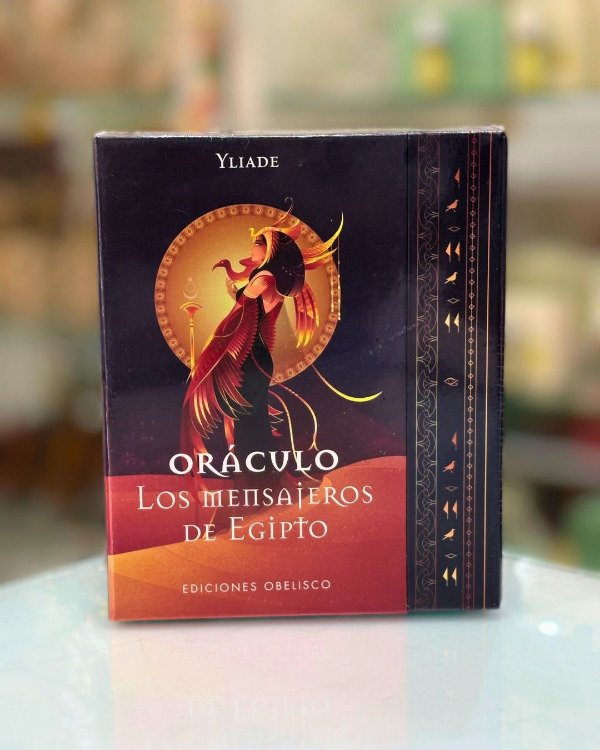 YLIADE
ORÁCULO
LOS MENSAJEROS
DE EGIPTO
EDICIONES OBELISCO